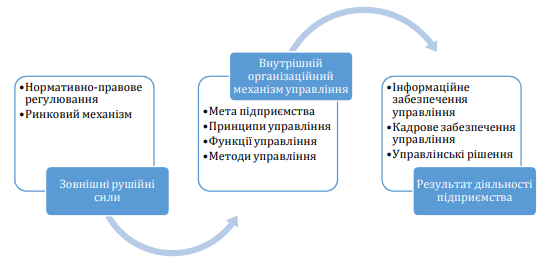 •Нормативно-правове
регулювання
•Ринковий механізм
Зовнішні рушійні
сили
Внутрішній
організаційний
механізм управління
•Мета підприємства
•Принципи управління
•Функції управління
•Методи управління
•Інформаційне
забезпечення
управління
•Кадрове забезпечення
управління
•Управлінські рішення
Результат діяльності
підприємства